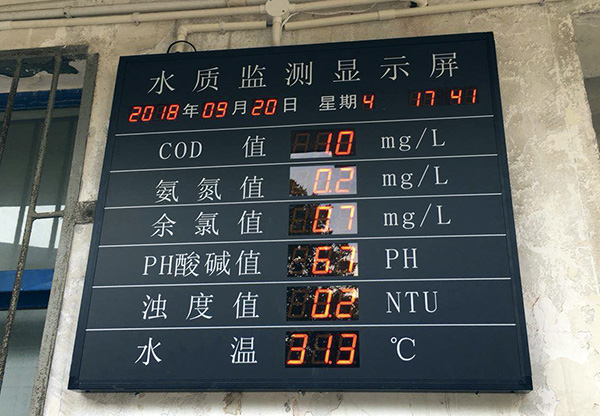 水质监测显示屏
2018年09月20日 星期4 17 41
COD 值 1.0 mg/L
氨氮值 0.2 mg/L
余氯值 0.7 mg/L
PH酸碱值 6.7 PH
浊度值 0.2 NTU
水温 31.3 ℃